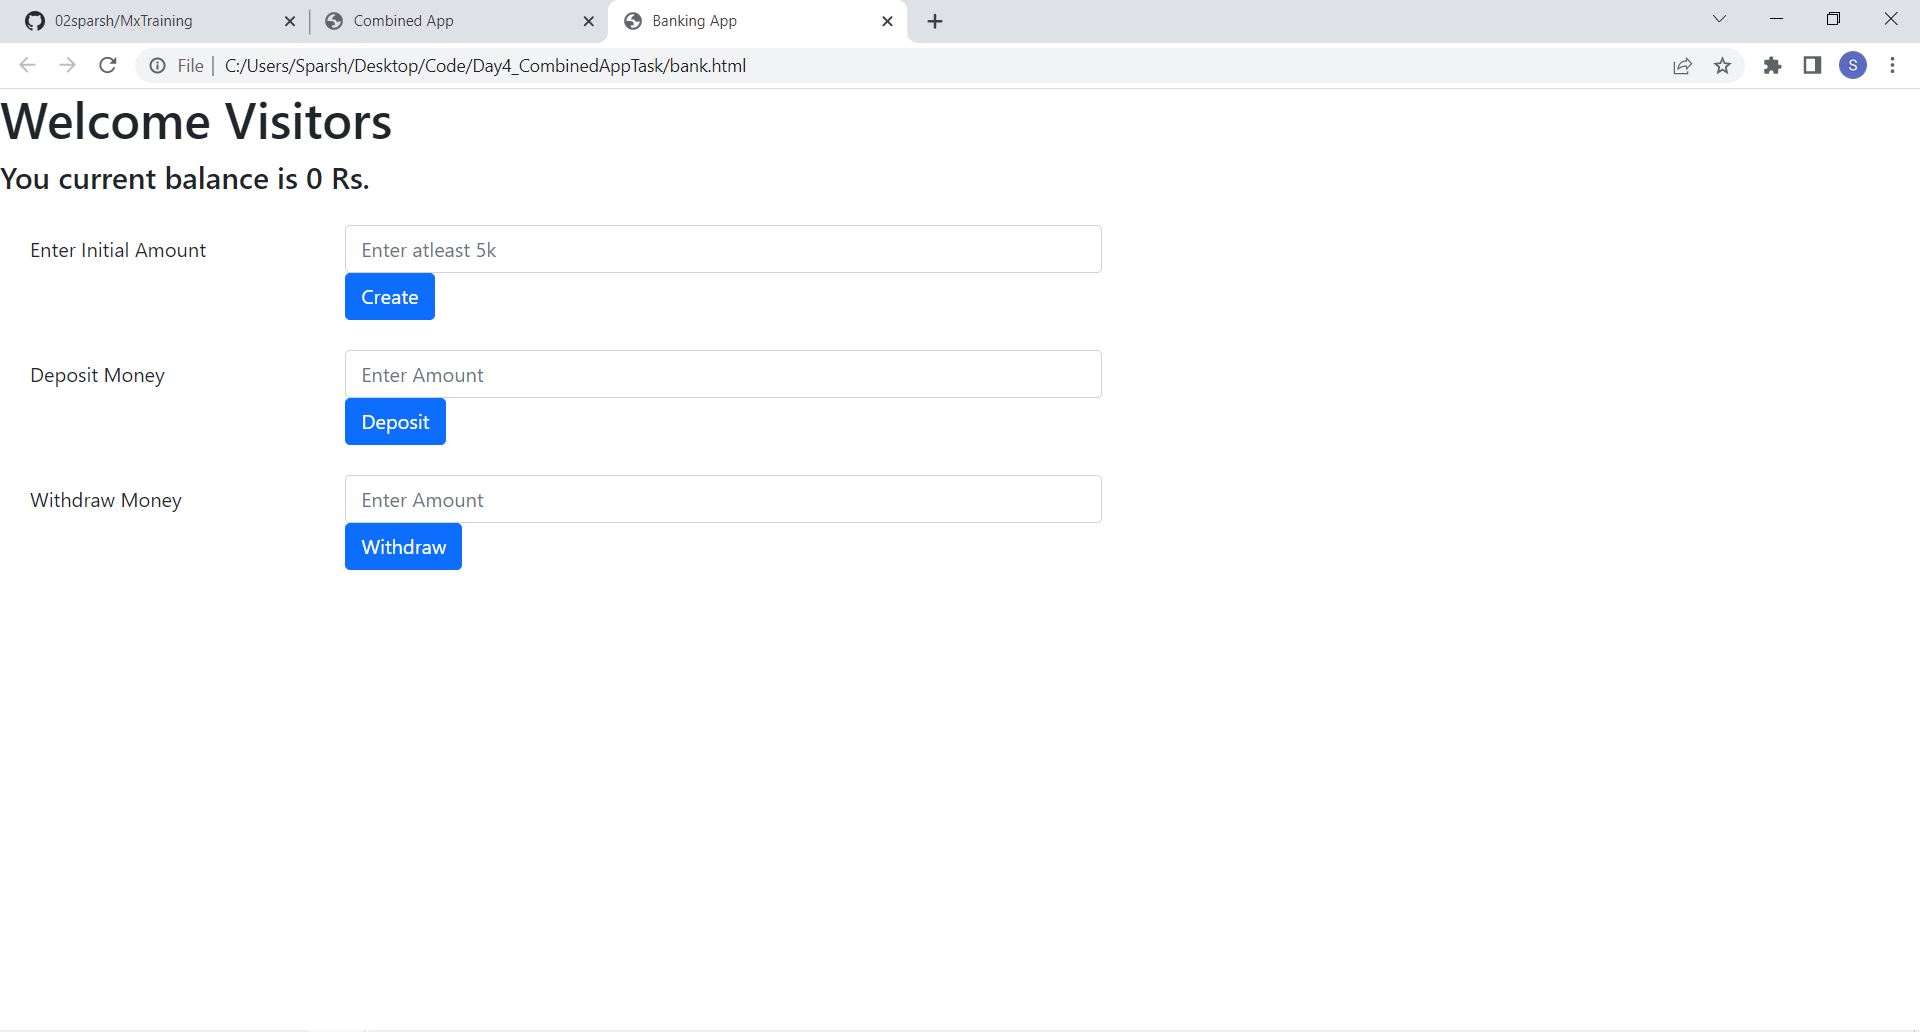 02sparsh/MxTraining
Combined App
Banking App
File
C:/Users/Sparsh/Desktop/Code/Day4_CombinedAppTask/bank.html
S
Welcome Visitors
You current balance is 0 Rs.
Enter Initial Amount
Enter atleast 5k
Create
Deposit Money
Enter Amount
Deposit
Withdraw Money
Enter Amount
Withdraw